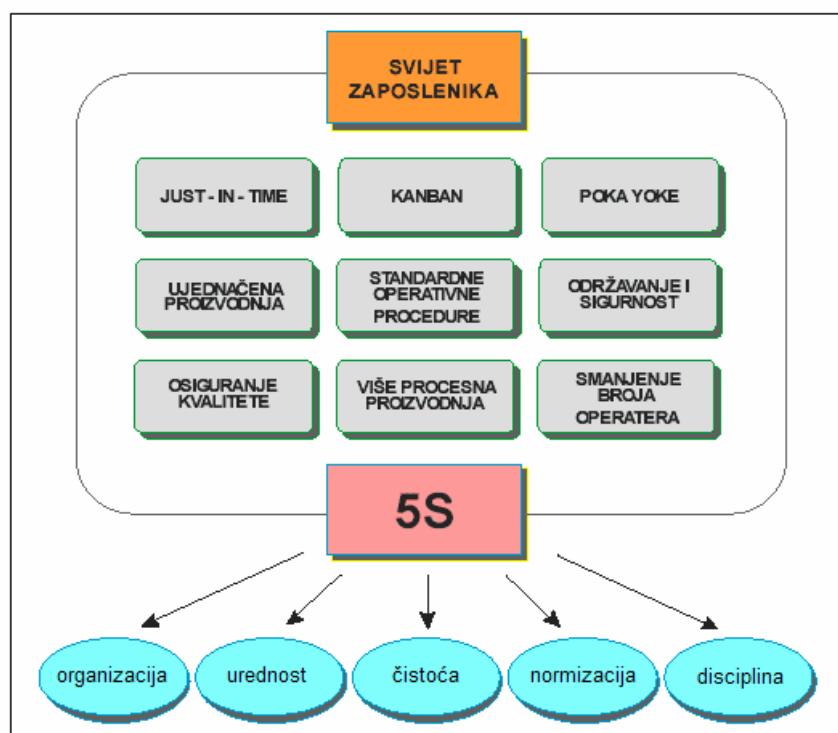 SVIJET
ZAPOSLENIKA
JUST - IN - TIME
KANBAN
POKA YOKE
UJEDNAČENA
PROIZVODNJA
STANDARDNE
OPERATIVNE
PROCEDURE
ODRŽAVANJE I
SIGURNOST
OSIGURANJE
KVALITETE
VIŠE PROCESNA
PROIZVODNJA
SMANJENJE
BROJA
OPERATERA
5S
organizacija
urednost
čistoća
normizacija
disciplina